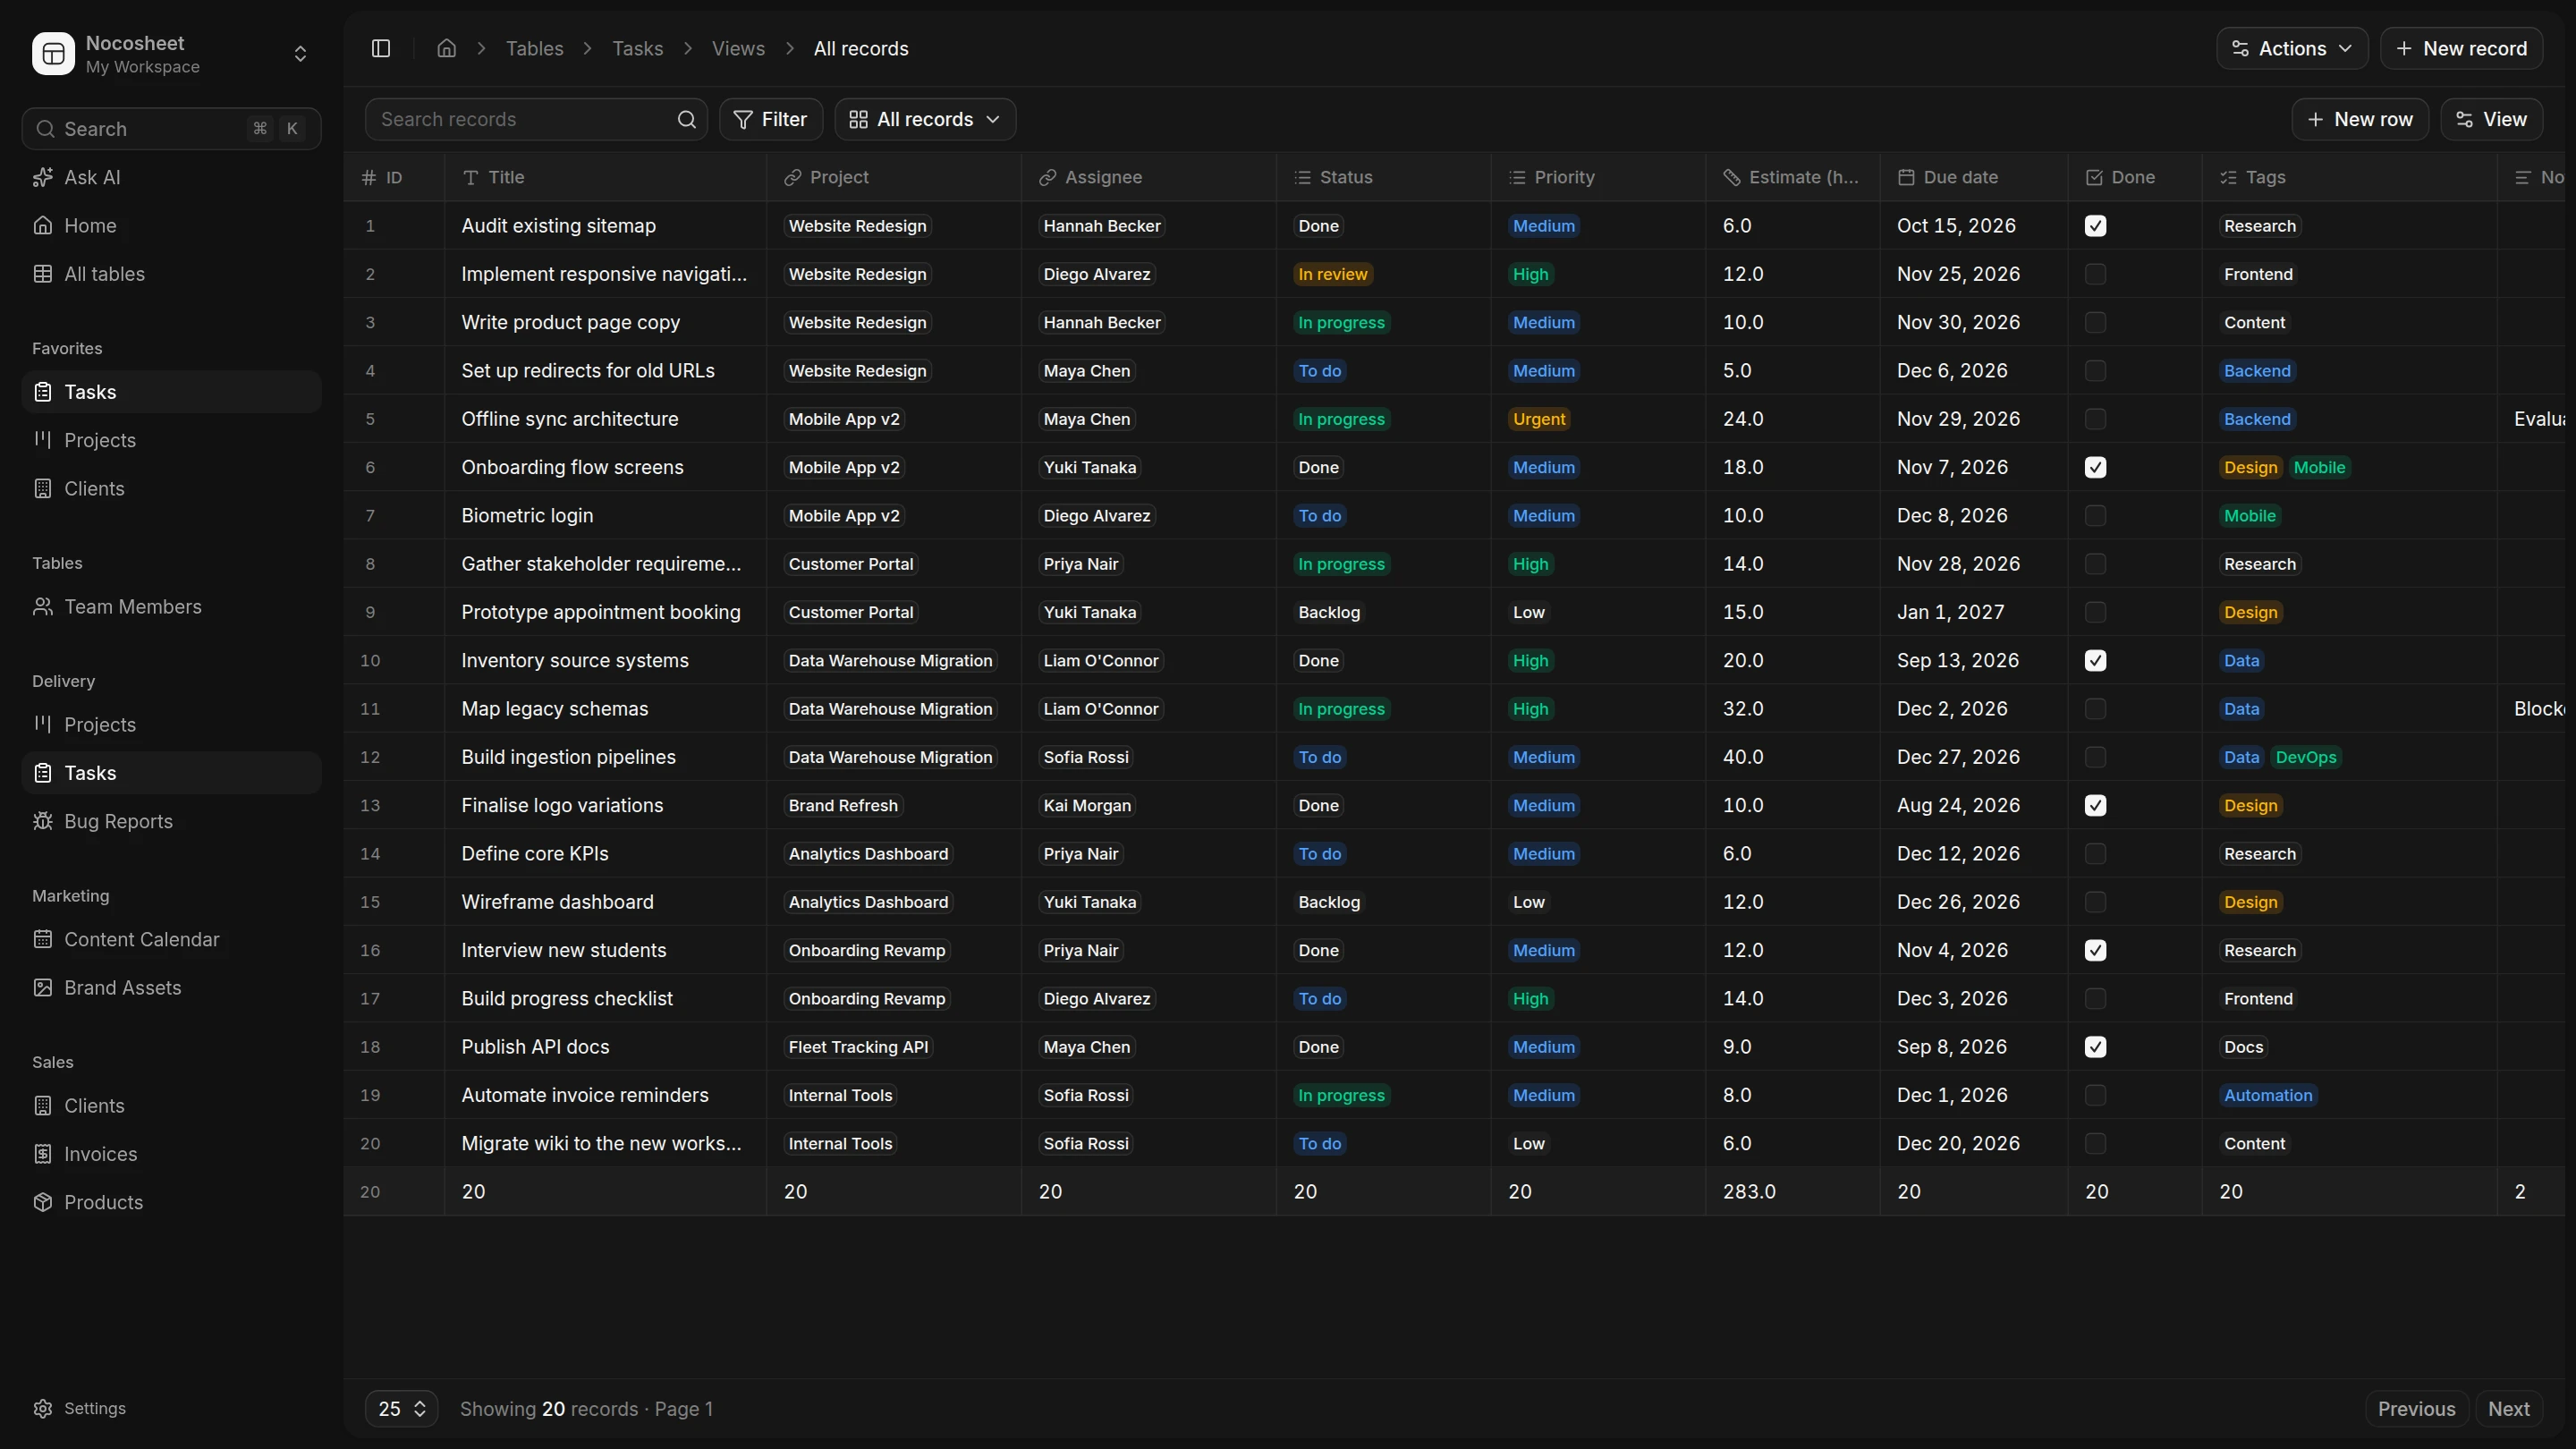 Nocosheet
My Workspace
Search ⌘ K
Ask AI
Home
All tables
Favorites
Tasks
Projects
Clients
Tables
Team Members
Delivery
Projects
Tasks
Bug Reports
Marketing
Content Calendar
Brand Assets
Sales
Clients
Invoices
Products
Settings
Tables > Tasks > Views > All records
Actions
New record
Search records
Filter
All records
New row
View
ID Title Project Assignee Status Priority Estimate (h... Due date Done Tags No
1 Audit existing sitemap Website Redesign Hannah Becker Done Medium 6.0 Oct 15, 2026 Research
2 Implement responsive navigati... Website Redesign Diego Alvarez In review High 12.0 Nov 25, 2026 Frontend
3 Write product page copy Website Redesign Hannah Becker In progress Medium 10.0 Nov 30, 2026 Content
4 Set up redirects for old URLs Website Redesign Maya Chen To do Medium 5.0 Dec 6, 2026 Backend
5 Offline sync architecture Mobile App v2 Maya Chen In progress Urgent 24.0 Nov 29, 2026 Backend Evalua
6 Onboarding flow screens Mobile App v2 Yuki Tanaka Done Medium 18.0 Nov 7, 2026 Design Mobile
7 Biometric login Mobile App v2 Diego Alvarez To do Medium 10.0 Dec 8, 2026 Mobile
8 Gather stakeholder requireme... Customer Portal Priya Nair In progress High 14.0 Nov 28, 2026 Research
9 Prototype appointment booking Customer Portal Yuki Tanaka Backlog Low 15.0 Jan 1, 2027 Design
10 Inventory source systems Data Warehouse Migration Liam O'Connor Done High 20.0 Sep 13, 2026 Data
11 Map legacy schemas Data Warehouse Migration Liam O'Connor In progress High 32.0 Dec 2, 2026 Data Blocke
12 Build ingestion pipelines Data Warehouse Migration Sofia Rossi To do Medium 40.0 Dec 27, 2026 Data DevOps
13 Finalise logo variations Brand Refresh Kai Morgan Done Medium 10.0 Aug 24, 2026 Design
14 Define core KPIs Analytics Dashboard Priya Nair To do Medium 6.0 Dec 12, 2026 Research
15 Wireframe dashboard Analytics Dashboard Yuki Tanaka Backlog Low 12.0 Dec 26, 2026 Design
16 Interview new students Onboarding Revamp Priya Nair Done Medium 12.0 Nov 4, 2026 Research
17 Build progress checklist Onboarding Revamp Diego Alvarez To do High 14.0 Dec 3, 2026 Frontend
18 Publish API docs Fleet Tracking API Maya Chen Done Medium 9.0 Sep 8, 2026 Docs
19 Automate invoice reminders Internal Tools Sofia Rossi In progress Medium 8.0 Dec 1, 2026 Automation
20 Migrate wiki to the new works... Internal Tools Sofia Rossi To do Low 6.0 Dec 20, 2026 Content
20 20 20 20 20 20 283.0 20 20 20 2
25 Showing 20 records · Page 1
Previous Next